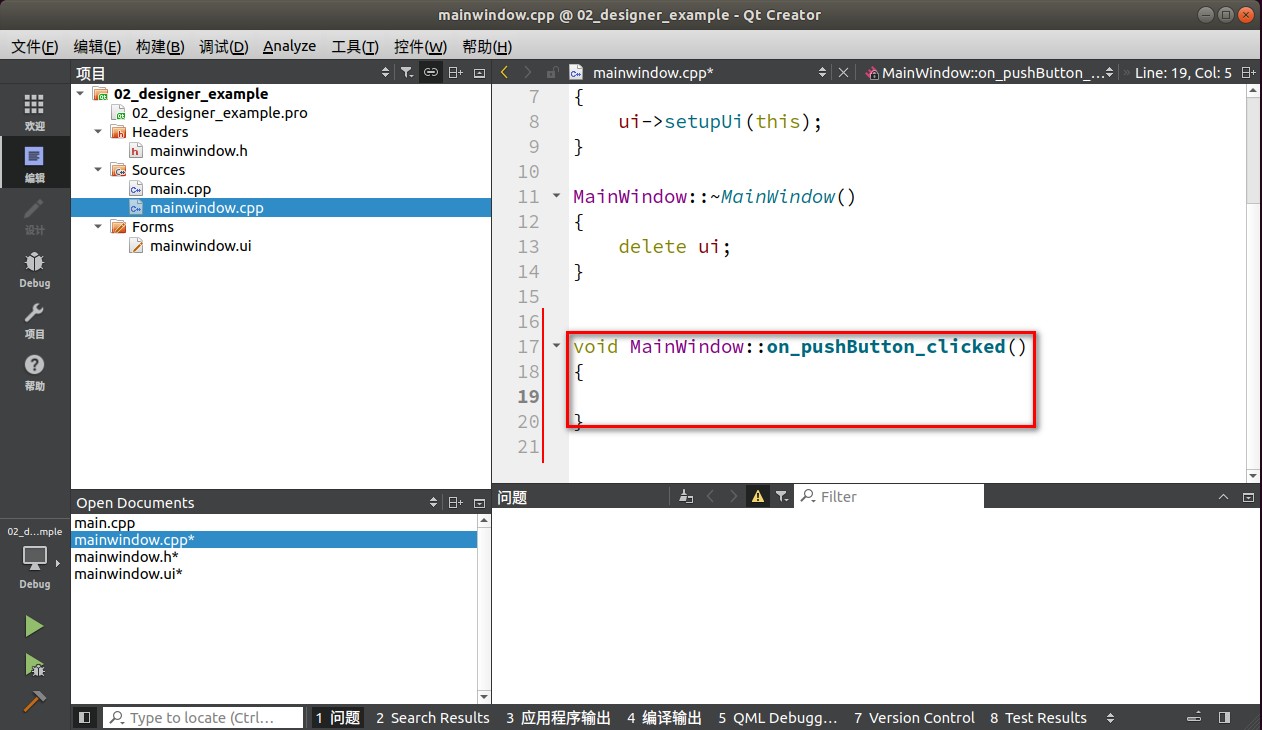 mainwindow.cpp @ 02_designer_example - Qt Creator
文件(F) 编辑(E) 构建(B) 调试(D) Analyze 工具(T) 控件(W) 帮助(H)
项目
mainwindow.cpp*
MainWindow::on_pushButton_...
Line: 19, Col: 5
欢迎
编辑
设计
Debug
项目
帮助
02_designer_example
02_designer_example.pro
Headers
mainwindow.h
Sources
main.cpp
mainwindow.cpp
Forms
mainwindow.ui
7 {
8 ui->setupUi(this);
9 }
10
11 MainWindow::~MainWindow()
12 {
13 delete ui;
14 }
15
16
17 void MainWindow::on_pushButton_clicked()
18 {
19
20 }
21
Open Documents
main.cpp
mainwindow.cpp*
mainwindow.h*
mainwindow.ui*
问题
Filter
02_d...mple
Debug
Type to locate (Ctrl...
1 问题 2 Search Results 3 应用程序输出 4 编译输出 5 QML Debugg... 7 Version Control 8 Test Results